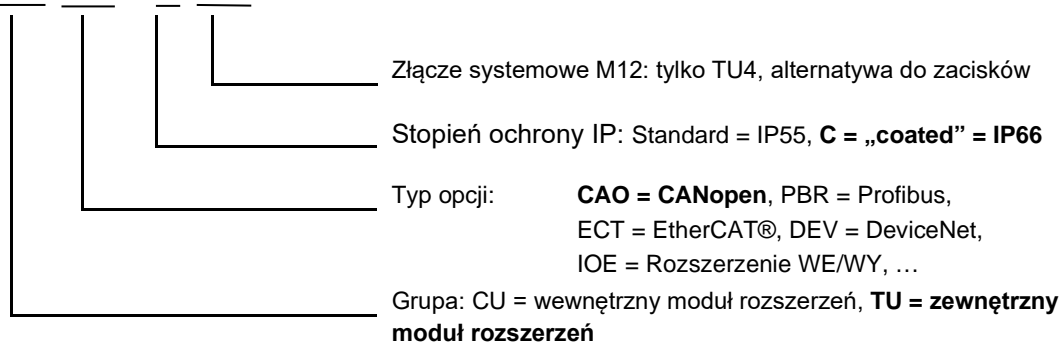 Złącze systemowe M12: tylko TU4, alternatywa do zacisków
Stopień ochrony IP: Standard = IP55, C = „coated” = IP66
Typ opcji: CAO = CANopen, PBR = Profibus,
ECT = EtherCAT®, DEV = DeviceNet,
IOE = Rozszerzenie WE/WY, …
Grupa: CU = wewnętrzny moduł rozszerzeń, TU = zewnętrzny
moduł rozszerzeń